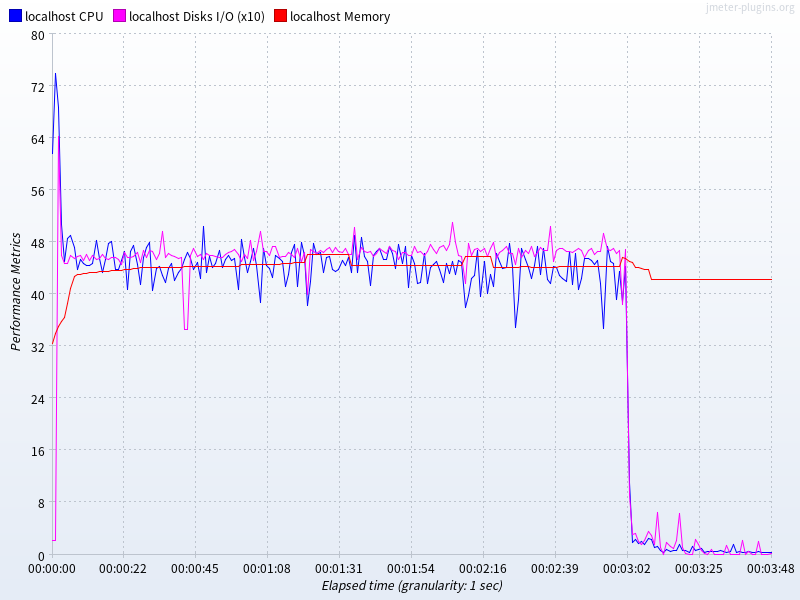 jmeter-plugins.org
localhost CPU localhost Disks I/O (x10) localhost Memory
80
72
64
56
48
40
32
24
16
8
0
Performance Metrics
00:00:00 00:00:22 00:00:45 00:01:08 00:01:31 00:01:54 00:02:16 00:02:39 00:03:02 00:03:25 00:03:48
Elapsed time (granularity: 1 sec)